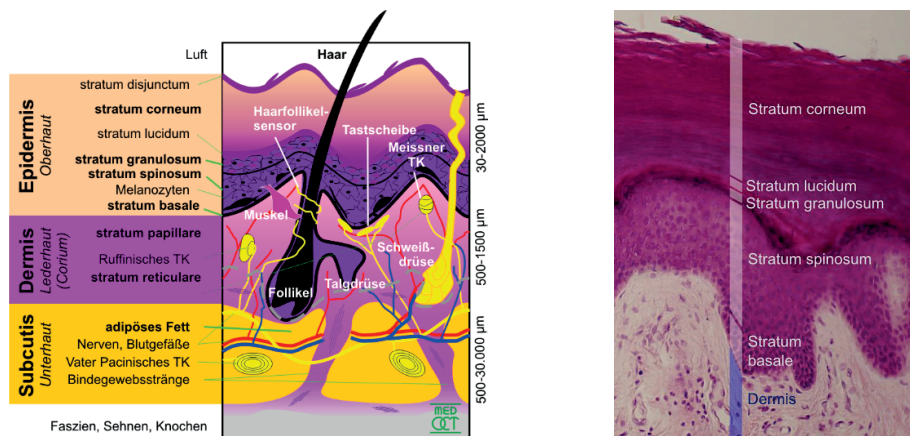 Luft
Haar
Epidermis
Oberhaut
stratum disjunctum
stratum corneum
stratum lucidum
stratum granulosum
stratum spinosum
Melanozyten
stratum basale
Dermis
Lederhaut
(Corium)
stratum papillare
Ruffinisches TK
stratum reticulare
Subcutis
Unterhaut
adipöses Fett
Nerven, Blutgefäße
Vater Pacinisches TK
Bindegewebsstränge
Faszien, Sehnen, Knochen
Haarfollikel-
sensor
Tastscheibe
Meissner
TK
Muskel
Schweiß-
drüse
Follikel
Talgdrüse
MED
OCT
30-2000 µm
500-1500 µm
500-30.000 µm
Stratum corneum
Stratum lucidum
Stratum granulosum
Stratum spinosum
Stratum
basale
Dermis